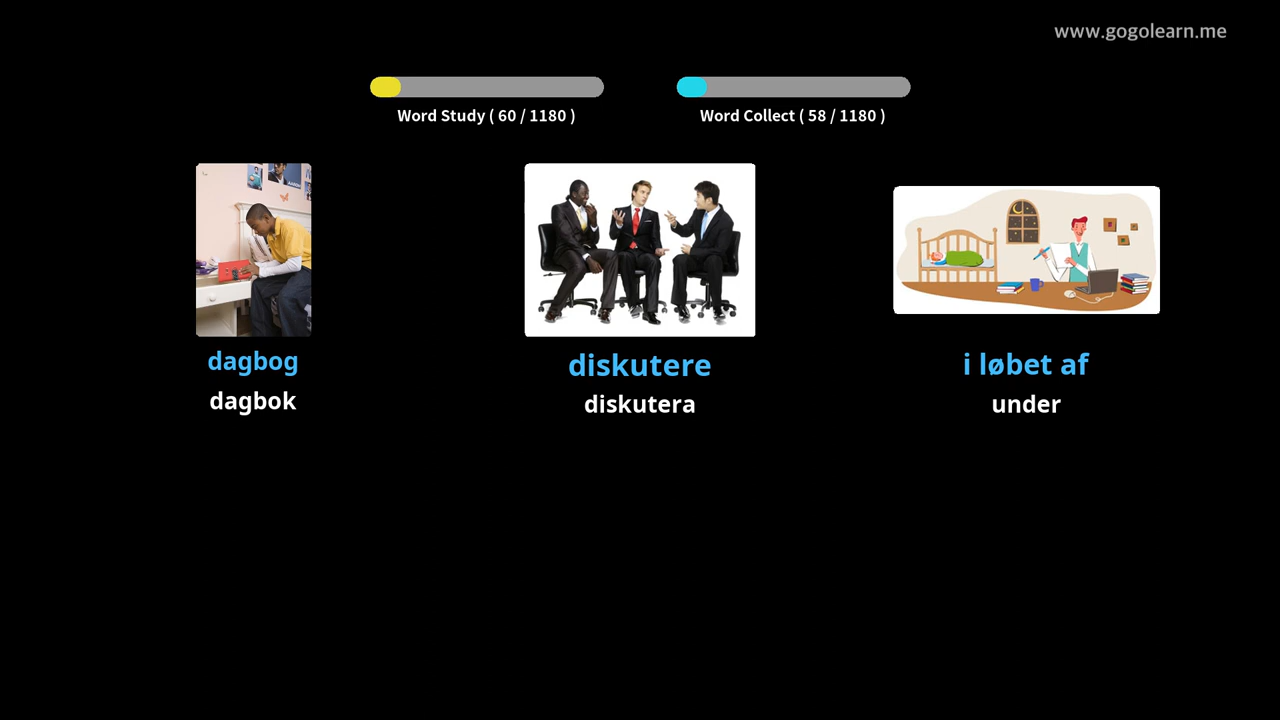 www.gogolearn.me
Word Study ( 60 / 1180 )
Word Collect ( 58 / 1180 )
dagbog
diskutere
i løbet af
dagbok
diskutera
under